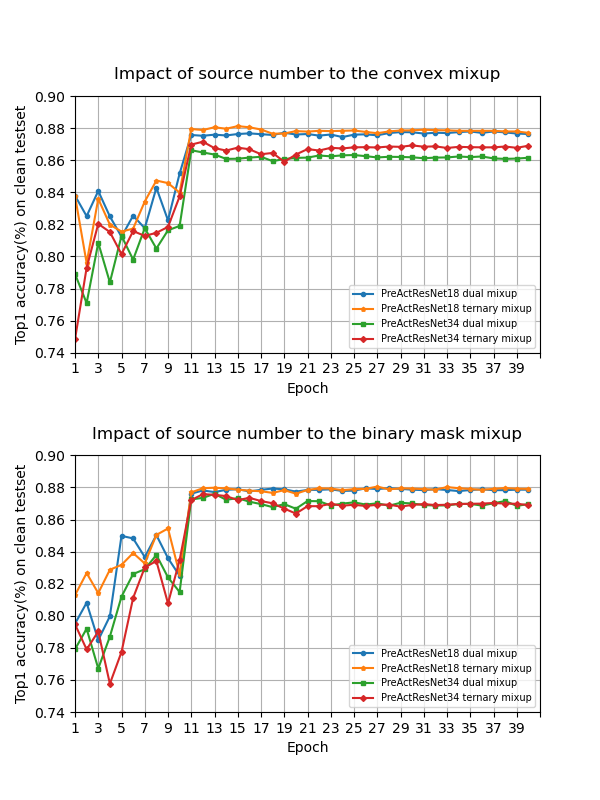 Impact of source number to the convex mixup
Top1 accuracy(%) on clean testset
0.90
0.88
0.86
0.84
0.82
0.80
0.78
0.76
0.74
PreActResNet18 dual mixup
PreActResNet18 ternary mixup
PreActResNet34 dual mixup
PreActResNet34 ternary mixup
1 3 5 7 9 11 13 15 17 19 21 23 25 27 29 31 33 35 37 39
Epoch
Impact of source number to the binary mask mixup
Top1 accuracy(%) on clean testset
0.90
0.88
0.86
0.84
0.82
0.80
0.78
0.76
0.74
PreActResNet18 dual mixup
PreActResNet18 ternary mixup
PreActResNet34 dual mixup
PreActResNet34 ternary mixup
1 3 5 7 9 11 13 15 17 19 21 23 25 27 29 31 33 35 37 39
Epoch